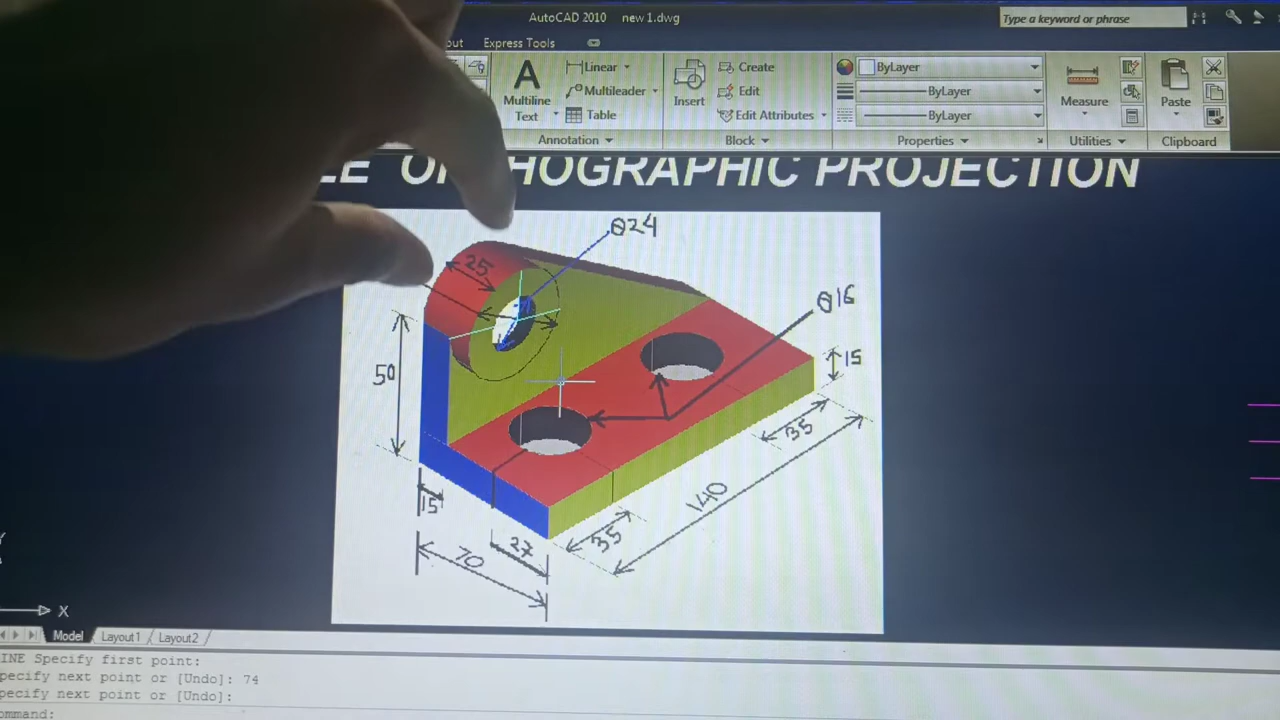 AutoCAD 2010 new 1.dwg
Type a keyword or phrase
Express Tools
Linear
Create
ByLayer
Multiline
Text
Multileader
Insert
Edit
ByLayer
Measure
Paste
Table
Edit Attributes
ByLayer
Annotation
Block
Properties
Utilities
Clipboard
HOGRAPHIC PROJECTION
Ө24
25
Ө16
50
15
35
15
140
27
35
70
X
Model Layout1 Layout2
INE Specify first point:
pecify next point or [Undo]: 74
pecify next point or [Undo]:
ommand: